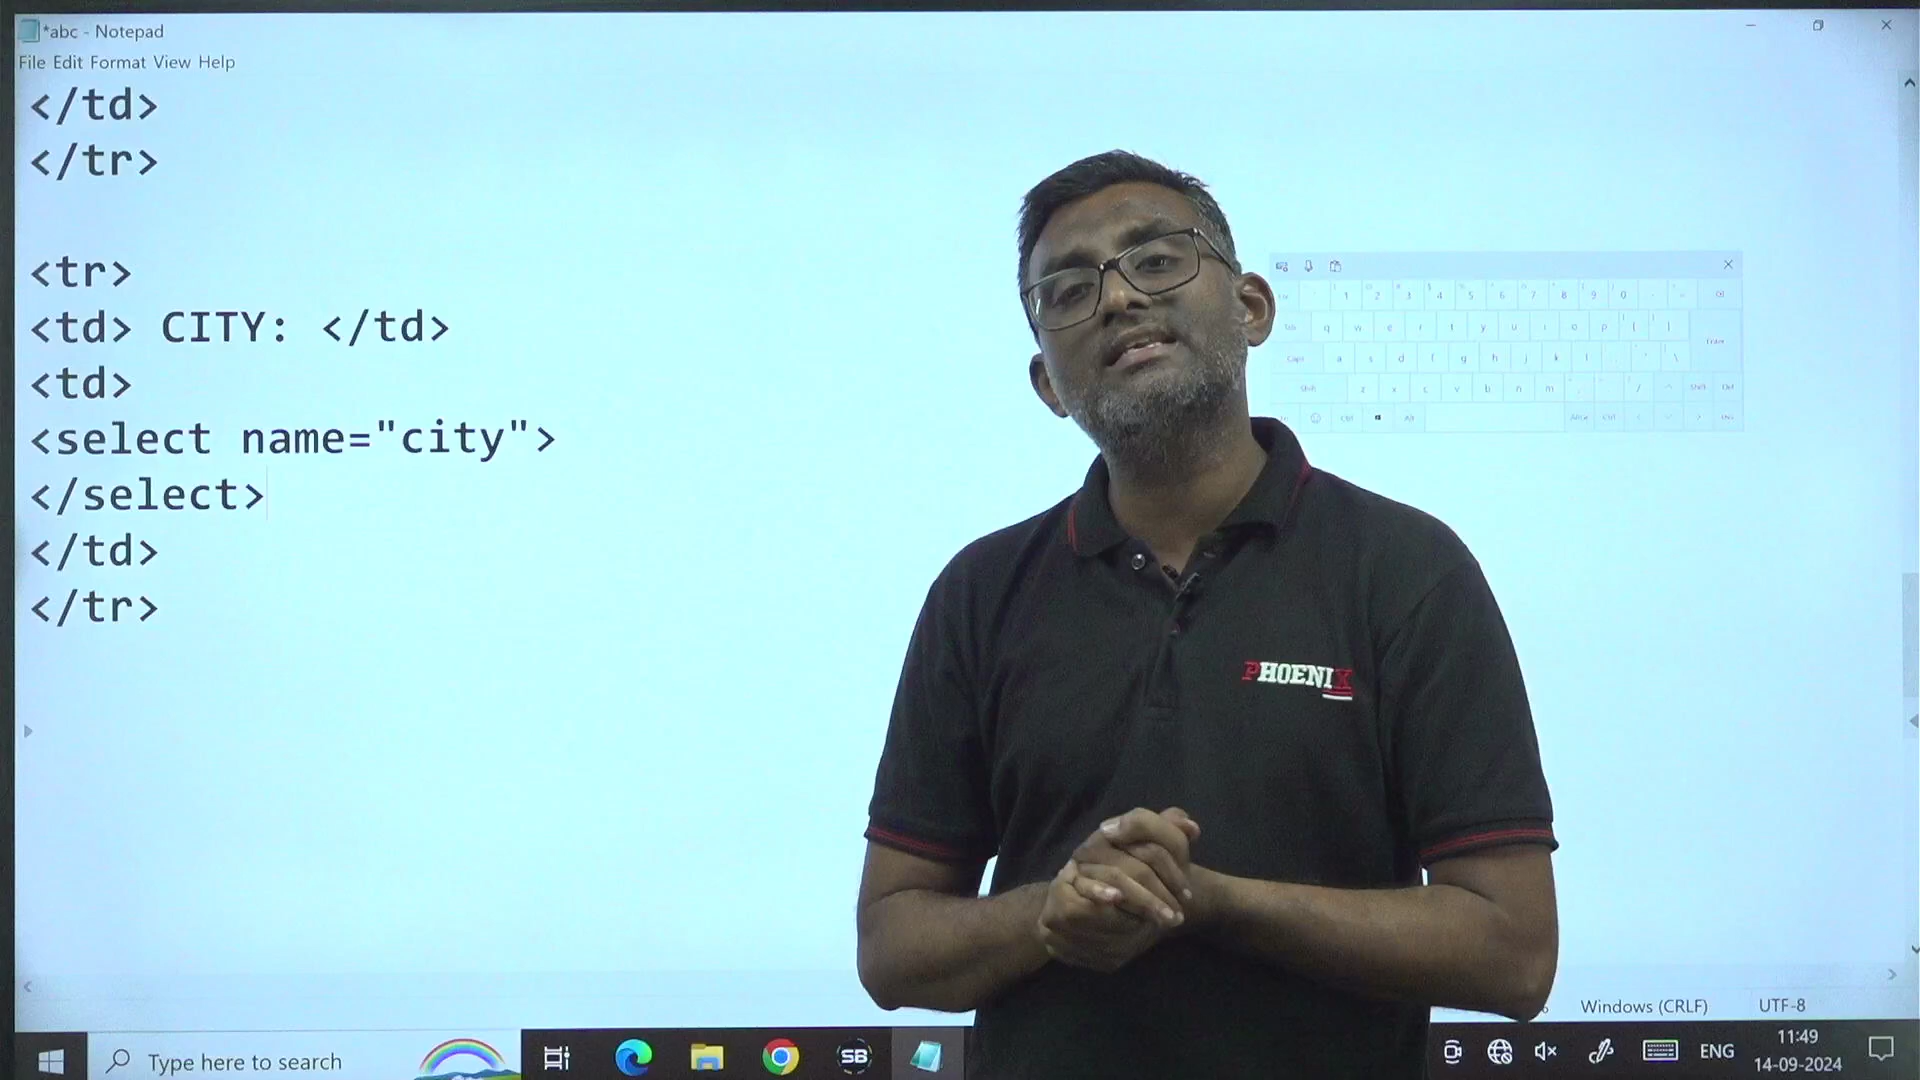 *abc - Notepad
File Edit Format View Help
</td>
</tr>
<tr>
<td> CITY: </td>
<td>
<select name="city">
</select>
</td>
</tr>
PHOENIX
Windows (CRLF) UTF-8
Type here to search
SB
ENG
11:49
14-09-2024